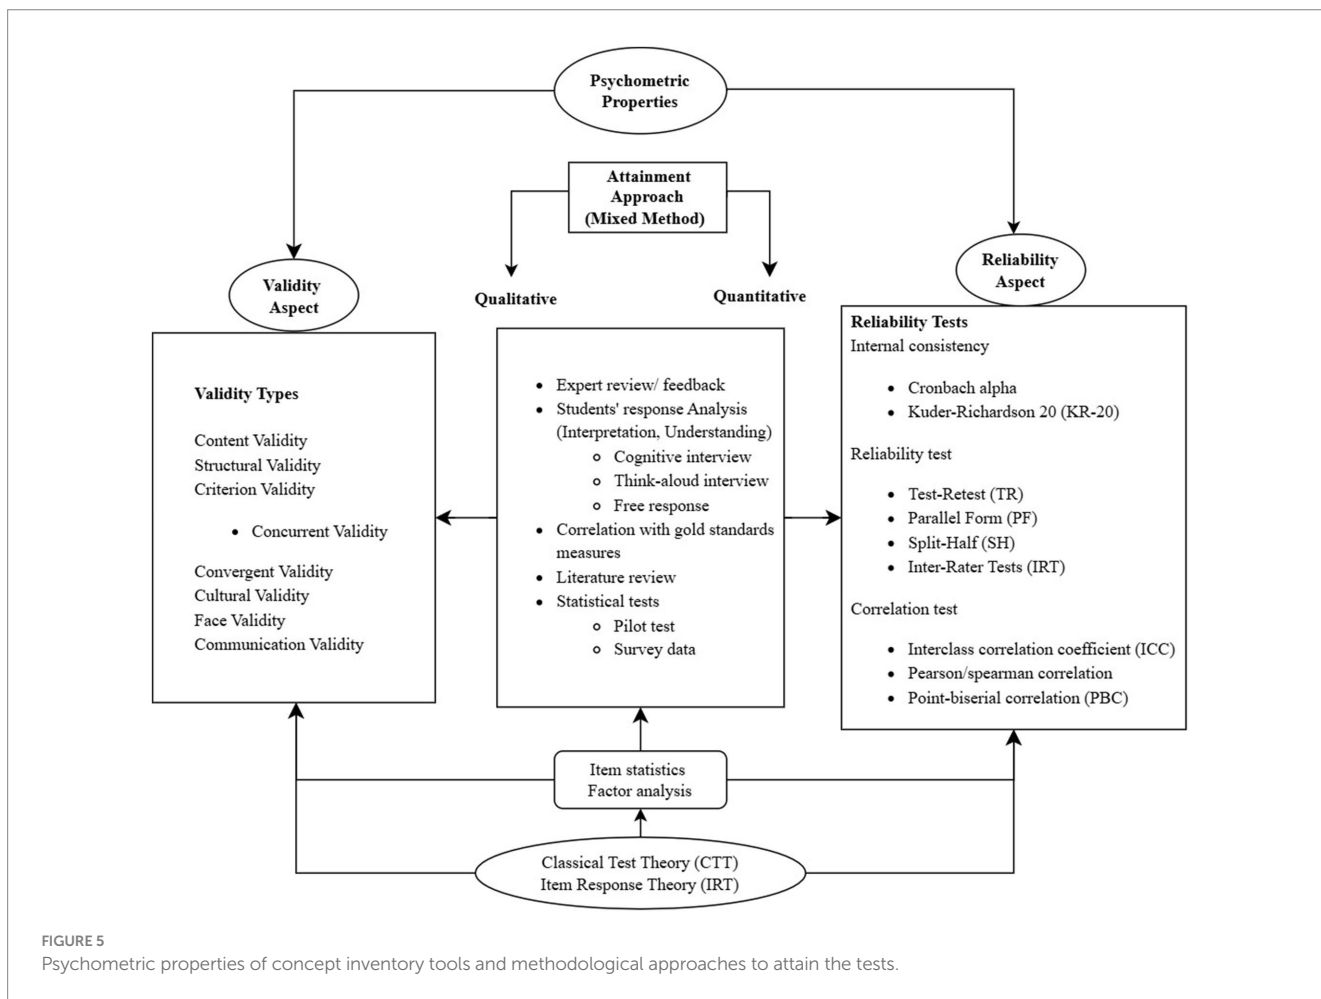 Psychometric
Properties
Attainment
Approach
(Mixed Method)
Qualitative
Quantitative
Validity
Aspect
Reliability
Aspect
Validity Types
Content Validity
Structural Validity
Criterion Validity
• Concurrent Validity
Convergent Validity
Cultural Validity
Face Validity
Communication Validity
• Expert review/ feedback
• Students' response Analysis
(Interpretation, Understanding)
○ Cognitive interview
○ Think-aloud interview
○ Free response
• Correlation with gold standards
measures
• Literature review
• Statistical tests
○ Pilot test
○ Survey data
Reliability Tests
Internal consistency
• Cronbach alpha
• Kuder-Richardson 20 (KR-20)
Reliability test
• Test-Retest (TR)
• Parallel Form (PF)
• Split-Half (SH)
• Inter-Rater Tests (IRT)
Correlation test
• Interclass correlation coefficient (ICC)
• Pearson/spearman correlation
• Point-biserial correlation (PBC)
Item statistics
Factor analysis
Classical Test Theory (CTT)
Item Response Theory (IRT)
FIGURE 5
Psychometric properties of concept inventory tools and methodological approaches to attain the tests.